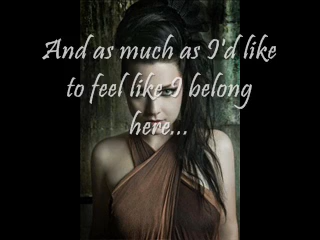 And as much as I'd like
to feel like I belong
here...